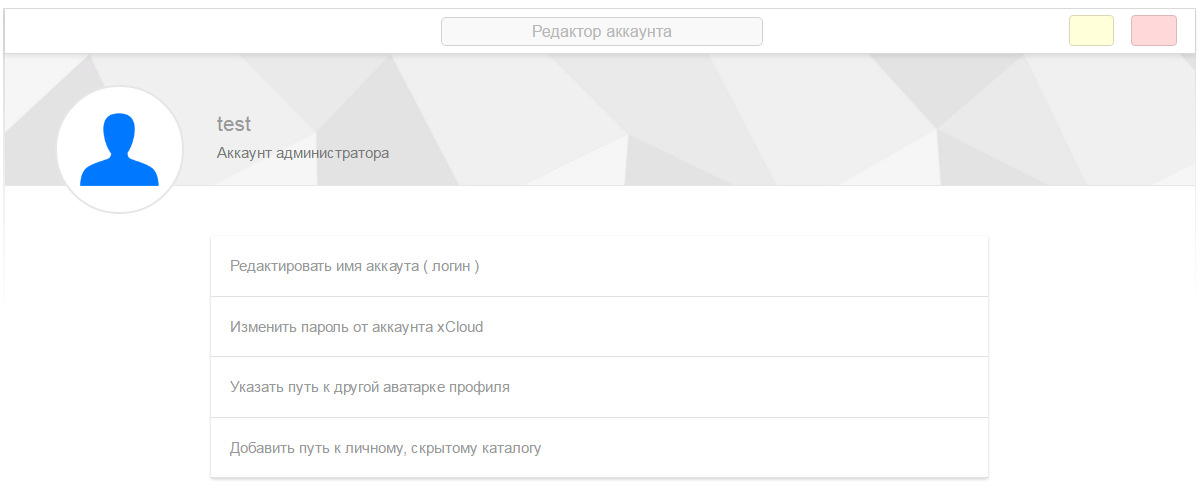 Редактор аккаунта
test
Аккаунт администратора
Редактировать имя аккаута ( логин )
Изменить пароль от аккаунта xCloud
Указать путь к другой аватарке профиля
Добавить путь к личному, скрытому каталогу